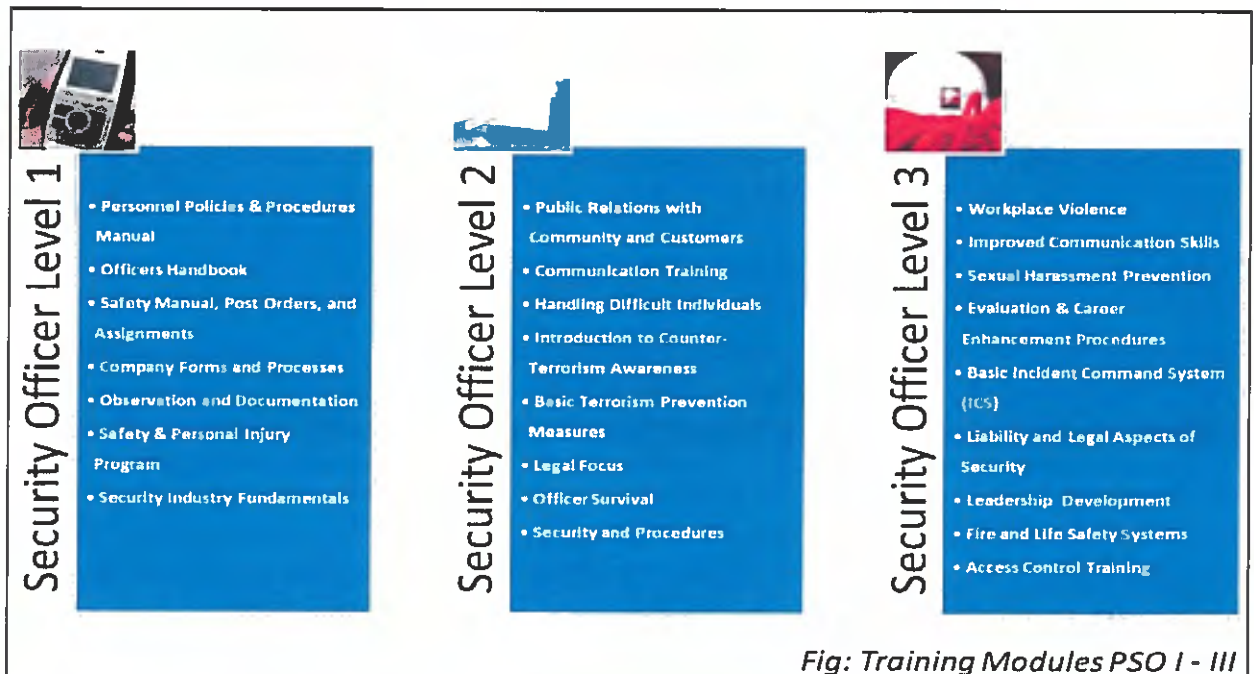 Security Officer Level 1
• Personnel Policies & Procedures
Manual
• Officers Handbook
• Safety Manual, Post Orders, and
Assignments
• Company Forms and Processes
• Observation and Documentation
• Safety & Personal Injury
Program
• Security Industry Fundamentals
Security Officer Level 2
• Public Relations with
Community and Customers
• Communication Training
• Handling Difficult Individuals
• Introduction to Counter-
Terrorism Awareness
• Basic Terrorism Prevention
Measures
• Legal Focus
• Officer Survival
• Security and Procedures
Security Officer Level 3
• Workplace Violence
• Improved Communication Skills
• Sexual Harassment Prevention
• Evaluation & Career
Enhancement Procedures
• Basic Incident Command System
(ICS)
• Liability and Legal Aspects of
Security
• Leadership Development
• Fire and Life Safety Systems
• Access Control Training
Fig: Training Modules PSO I - III